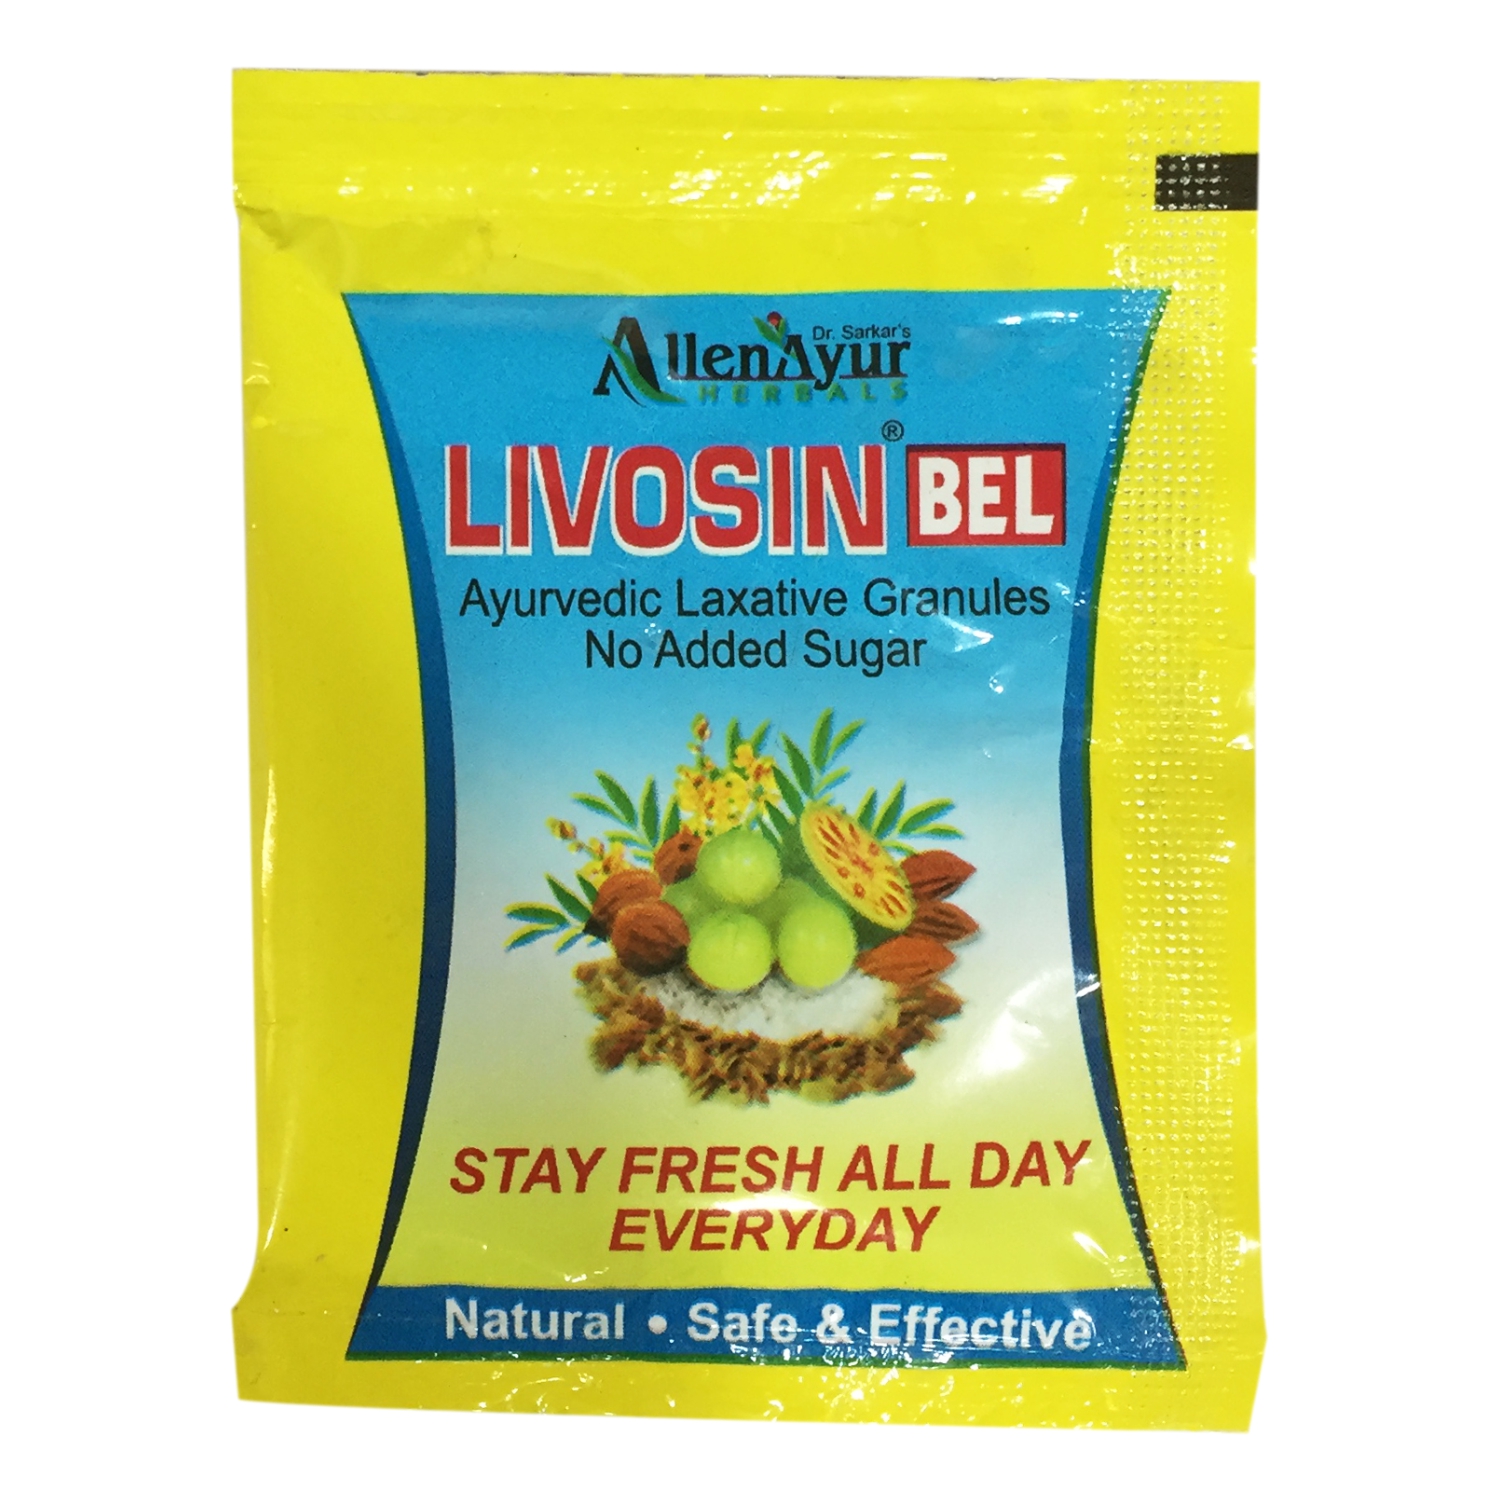 Dr. Sarkar's
AllenAyur
HERBALS
LIVOSIN® BEL
Ayurvedic Laxative Granules
No Added Sugar
STAY FRESH ALL DAY
EVERYDAY
Natural • Safe & Effective